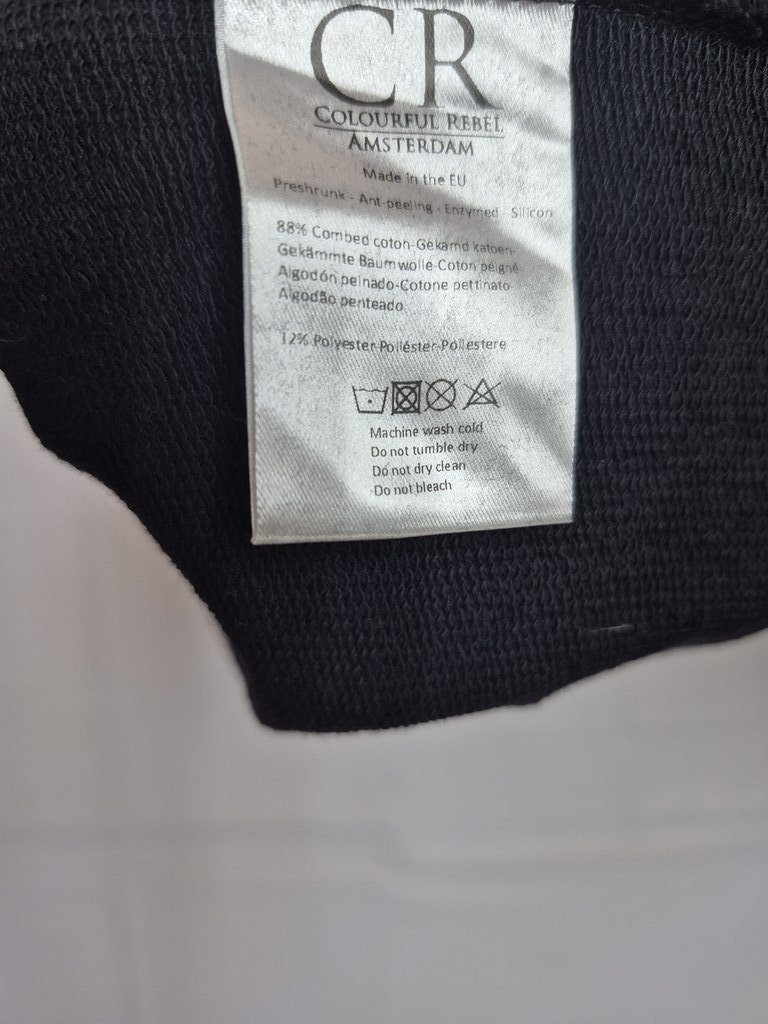 CR
COLOURFUL REBEL
AMSTERDAM
Made in the EU
Preshrunk - Ant-peeling - Enzymed - Silicon
88% Combed coton-Gekamd katoen-
Gekämmte Baumwolle-Coton peigné-
Algodón peinado-Cotone pettinato-
Algodão penteado
12% Polyester-Poliéster-Poliestere
Machine wash cold
Do not tumble dry
Do not dry clean
Do not bleach